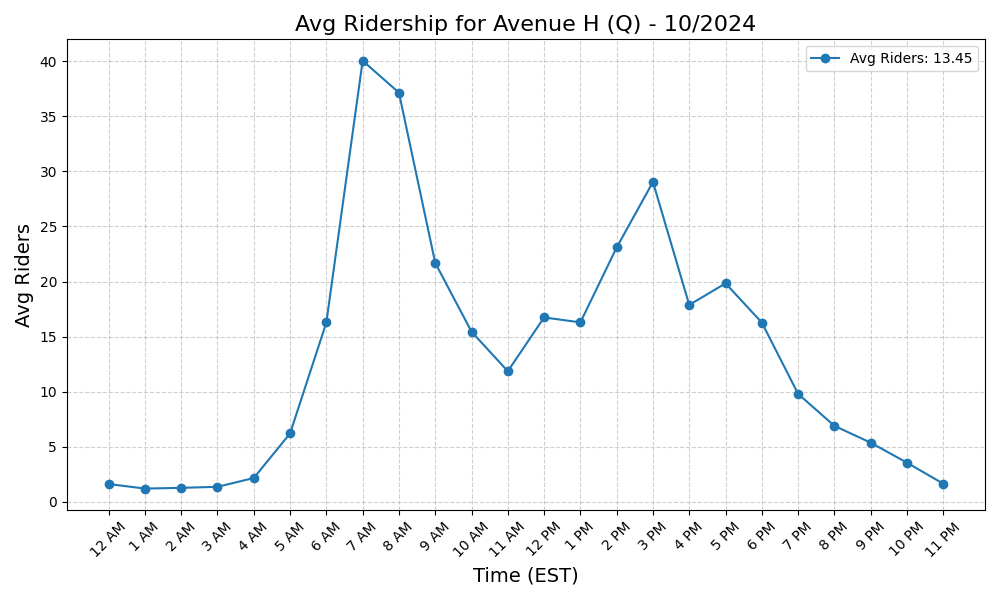 Avg Ridership for Avenue H (Q) - 10/2024
Avg Riders: 13.45
Avg Riders
40
35
30
25
20
15
10
5
0
12 AM
1 AM
2 AM
3 AM
4 AM
5 AM
6 AM
7 AM
8 AM
9 AM
10 AM
11 AM
12 PM
1 PM
2 PM
3 PM
4 PM
5 PM
6 PM
7 PM
8 PM
9 PM
10 PM
11 PM
Time (EST)